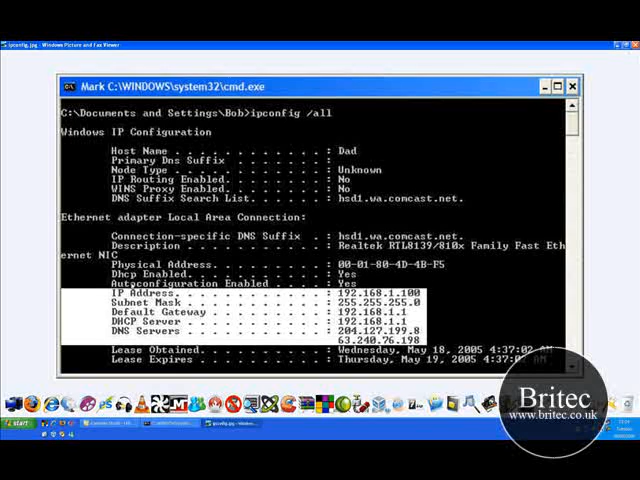 ipconfig.jpg - Windows Picture and Fax Viewer
Mark C:\WINDOWS\system32\cmd.exe
C:\Documents and Settings\Bob>ipconfig /all
Windows IP Configuration
Host Name . . . . . . . . . . . . : Dad
Primary Dns Suffix . . . . . . . :
Node Type . . . . . . . . . . . . : Unknown
IP Routing Enabled. . . . . . . . : No
WINS Proxy Enabled. . . . . . . . : No
DNS Suffix Search List. . . . . . : hsd1.wa.comcast.net.
Ethernet adapter Local Area Connection:
Connection-specific DNS Suffix . : hsd1.wa.comcast.net.
Description . . . . . . . . . . . : Realtek RTL8139/810x Family Fast Eth
ernet NIC
Physical Address. . . . . . . . . : 00-01-80-4D-4B-F5
Dhcp Enabled. . . . . . . . . . . : Yes
Autoconfiguration Enabled . . . . : Yes
IP Address. . . . . . . . . . . . : 192.168.1.100
Subnet Mask . . . . . . . . . . . : 255.255.255.0
Default Gateway . . . . . . . . . : 192.168.1.1
DHCP Server . . . . . . . . . . . : 192.168.1.1
DNS Servers . . . . . . . . . . . : 204.127.199.8
63.240.76.198
Lease Obtained. . . . . . . . . . : Wednesday, May 18, 2005 4:37:02 AM
Lease Expires . . . . . . . . . . : Thursday, May 19, 2005 4:37:02 AM
Britec
www.britec.co.uk
start
ipconfig.jpg - Windows...